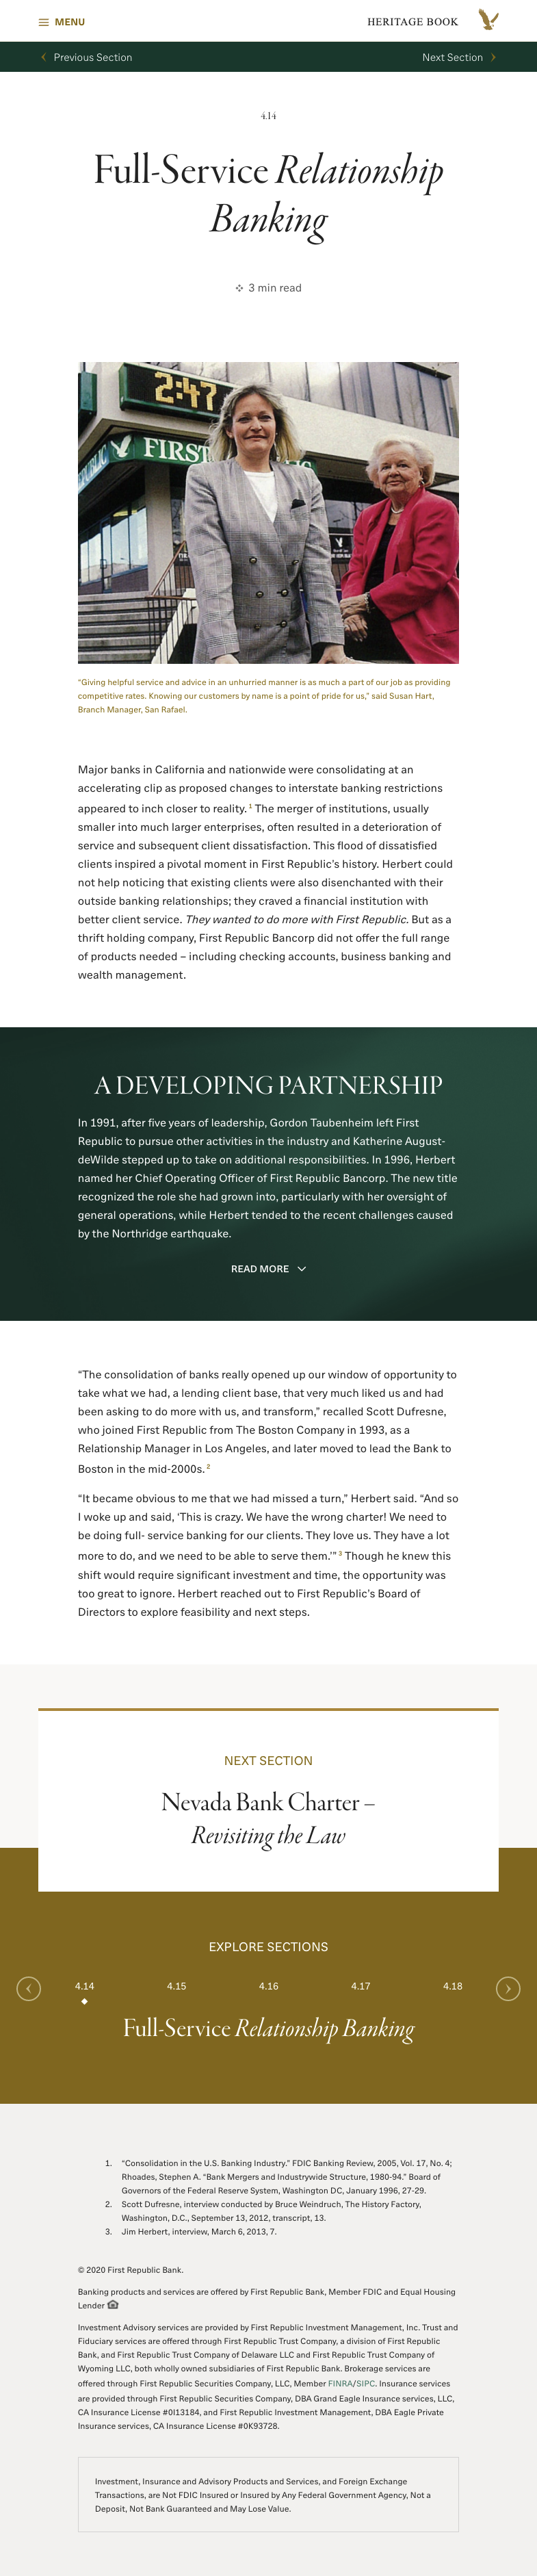 MENU
HERITAGE BOOK
Previous Section
Next Section
4.14
Full-Service Relationship
Banking
3 min read
2:47
FIRST
“Giving helpful service and advice in an unhurried manner is as much a part of our job as providing
competitive rates. Knowing our customers by name is a point of pride for us,” said Susan Hart,
Branch Manager, San Rafael.
Major banks in California and nationwide were consolidating at an
accelerating clip as proposed changes to interstate banking restrictions
appeared to inch closer to reality. 1 The merger of institutions, usually
smaller into much larger enterprises, often resulted in a deterioration of
service and subsequent client dissatisfaction. This flood of dissatisfied
clients inspired a pivotal moment in First Republic’s history. Herbert could
not help noticing that existing clients were also disenchanted with their
outside banking relationships; they craved a financial institution with
better client service. They wanted to do more with First Republic. But as a
thrift holding company, First Republic Bancorp did not offer the full range
of products needed – including checking accounts, business banking and
wealth management.
A DEVELOPING PARTNERSHIP
In 1991, after five years of leadership, Gordon Taubenheim left First
Republic to pursue other activities in the industry and Katherine August-
deWilde stepped up to take on additional responsibilities. In 1996, Herbert
named her Chief Operating Officer of First Republic Bancorp. The new title
recognized the role she had grown into, particularly with her oversight of
general operations, while Herbert tended to the recent challenges caused
by the Northridge earthquake.
READ MORE
“The consolidation of banks really opened up our window of opportunity to
take what we had, a lending client base, that very much liked us and had
been asking to do more with us, and transform,” recalled Scott Dufresne,
who joined First Republic from The Boston Company in 1993, as a
Relationship Manager in Los Angeles, and later moved to lead the Bank to
Boston in the mid-2000s. 2
“It became obvious to me that we had missed a turn,” Herbert said. “And so
I woke up and said, ‘This is crazy. We have the wrong charter! We need to
be doing full- service banking for our clients. They love us. They have a lot
more to do, and we need to be able to serve them.’” 3 Though he knew this
shift would require significant investment and time, the opportunity was
too great to ignore. Herbert reached out to First Republic’s Board of
Directors to explore feasibility and next steps.
NEXT SECTION
Nevada Bank Charter –
Revisiting the Law
EXPLORE SECTIONS
4.14 4.15 4.16 4.17 4.18
Full-Service Relationship Banking
1. “Consolidation in the U.S. Banking Industry.” FDIC Banking Review, 2005, Vol. 17, No. 4;
Rhoades, Stephen A. “Bank Mergers and Industrywide Structure, 1980-94.” Board of
Governors of the Federal Reserve System, Washington DC, January 1996, 27-29.
2. Scott Dufresne, interview conducted by Bruce Weindruch, The History Factory,
Washington, D.C., September 13, 2012, transcript, 13.
3. Jim Herbert, interview, March 6, 2013, 7.
© 2020 First Republic Bank.
Banking products and services are offered by First Republic Bank, Member FDIC and Equal Housing
Lender
Investment Advisory services are provided by First Republic Investment Management, Inc. Trust and
Fiduciary services are offered through First Republic Trust Company, a division of First Republic
Bank, and First Republic Trust Company of Delaware LLC and First Republic Trust Company of
Wyoming LLC, both wholly owned subsidiaries of First Republic Bank. Brokerage services are
offered through First Republic Securities Company, LLC, Member FINRA/SIPC. Insurance services
are provided through First Republic Securities Company, DBA Grand Eagle Insurance services, LLC,
CA Insurance License #0I13184, and First Republic Investment Management, DBA Eagle Private
Insurance services, CA Insurance License #0K93728.
Investment, Insurance and Advisory Products and Services, and Foreign Exchange
Transactions, are Not FDIC Insured or Insured by Any Federal Government Agency, Not a
Deposit, Not Bank Guaranteed and May Lose Value.